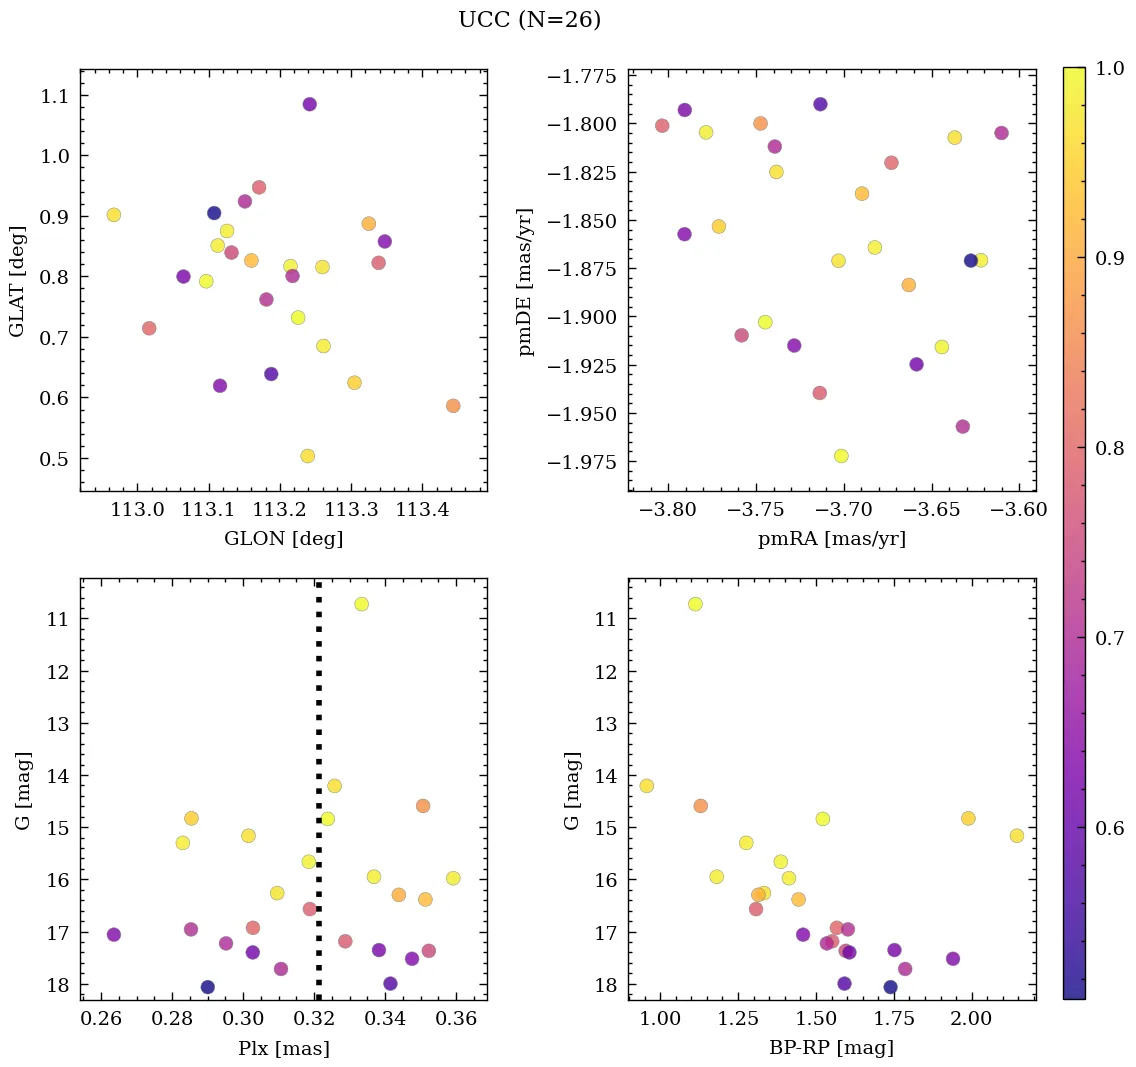 UCC (N=26)
1.1
1.0
0.9
0.8
0.7
0.6
0.5
GLAT [deg]
113.0 113.1 113.2 113.3 113.4
GLON [deg]
−1.775
−1.800
−1.825
−1.850
−1.875
−1.900
−1.925
−1.950
−1.975
pmDE [mas/yr]
−3.80 −3.75 −3.70 −3.65 −3.60
pmRA [mas/yr]
11
12
13
14
15
16
17
18
G [mag]
0.26 0.28 0.30 0.32 0.34 0.36
Plx [mas]
11
12
13
14
15
16
17
18
G [mag]
1.00 1.25 1.50 1.75 2.00
BP-RP [mag]
1.0
0.9
0.8
0.7
0.6